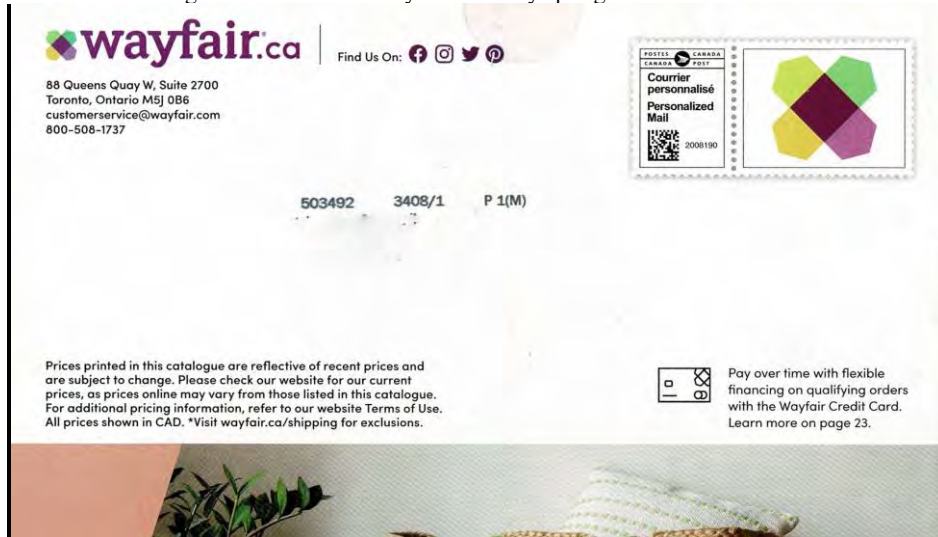 wayfair.ca
Find Us On:
88 Queens Quay W, Suite 2700
Toronto, Ontario M5J 0B6
customerservice@wayfair.com
800-508-1737
POSTES CANADA
CANADA POST
Courrier
personnalisé
Personalized
Mail
2008190
503492 3408/1 P 1(M)
Prices printed in this catalogue are reflective of recent prices and
are subject to change. Please check our website for our current
prices, as prices online may vary from those listed in this catalogue.
For additional pricing information, refer to our website Terms of Use.
All prices shown in CAD. *Visit wayfair.ca/shipping for exclusions.
Pay over time with flexible
financing on qualifying orders
with the Wayfair Credit Card.
Learn more on page 23.